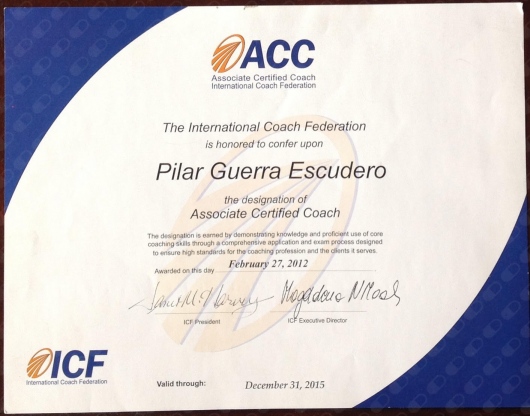 ACC
Associate Certified Coach
International Coach Federation
The International Coach Federation
is honored to confer upon
Pilar Guerra Escudero
the designation of
Associate Certified Coach
The designation is earned by demonstrating knowledge and proficient use of core
coaching skills through a comprehensive application and exam process designed
to ensure high standards for the coaching profession and the clients it serves.
Awarded on this day February 27, 2012
ICF President ICF Executive Director
ICF
International Coach Federation
Valid through: December 31, 2015